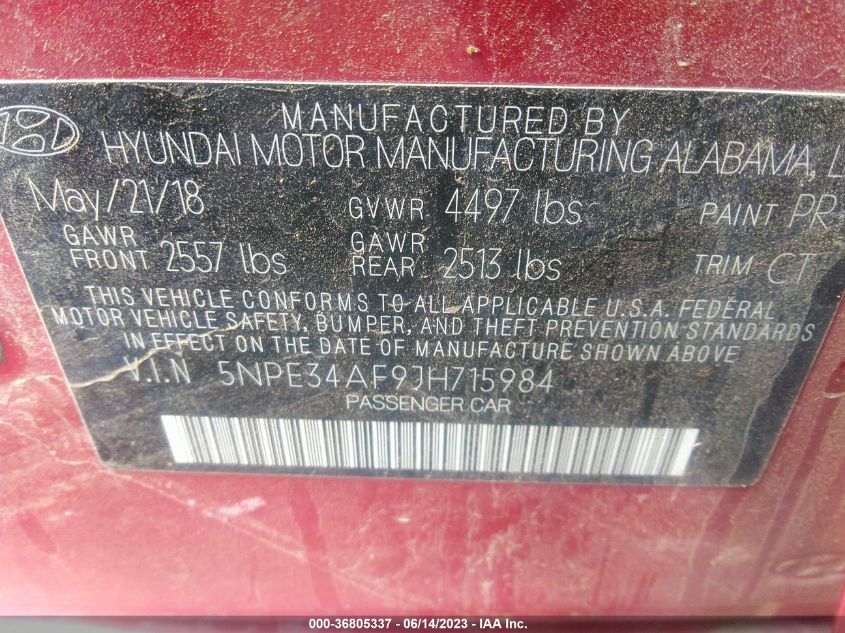 MANUFACTURED BY
HYUNDAI MOTOR MANUFACTURING ALABAMA, L
May/21/18 GVWR 4497 lbs PAINT PR
GAWR FRONT 2557 lbs GAWR REAR 2513 lbs TRIM CT
THIS VEHICLE CONFORMS TO ALL APPLICABLE U.S.A. FEDERAL
MOTOR VEHICLE SAFETY, BUMPER, AND THEFT PREVENTION STANDARDS
IN EFFECT ON THE DATE OF MANUFACTURE SHOWN ABOVE
V.I.N 5NPE34AF9JH715984
PASSENGER CAR
000-36805337 - 06/14/2023 - IAA Inc.